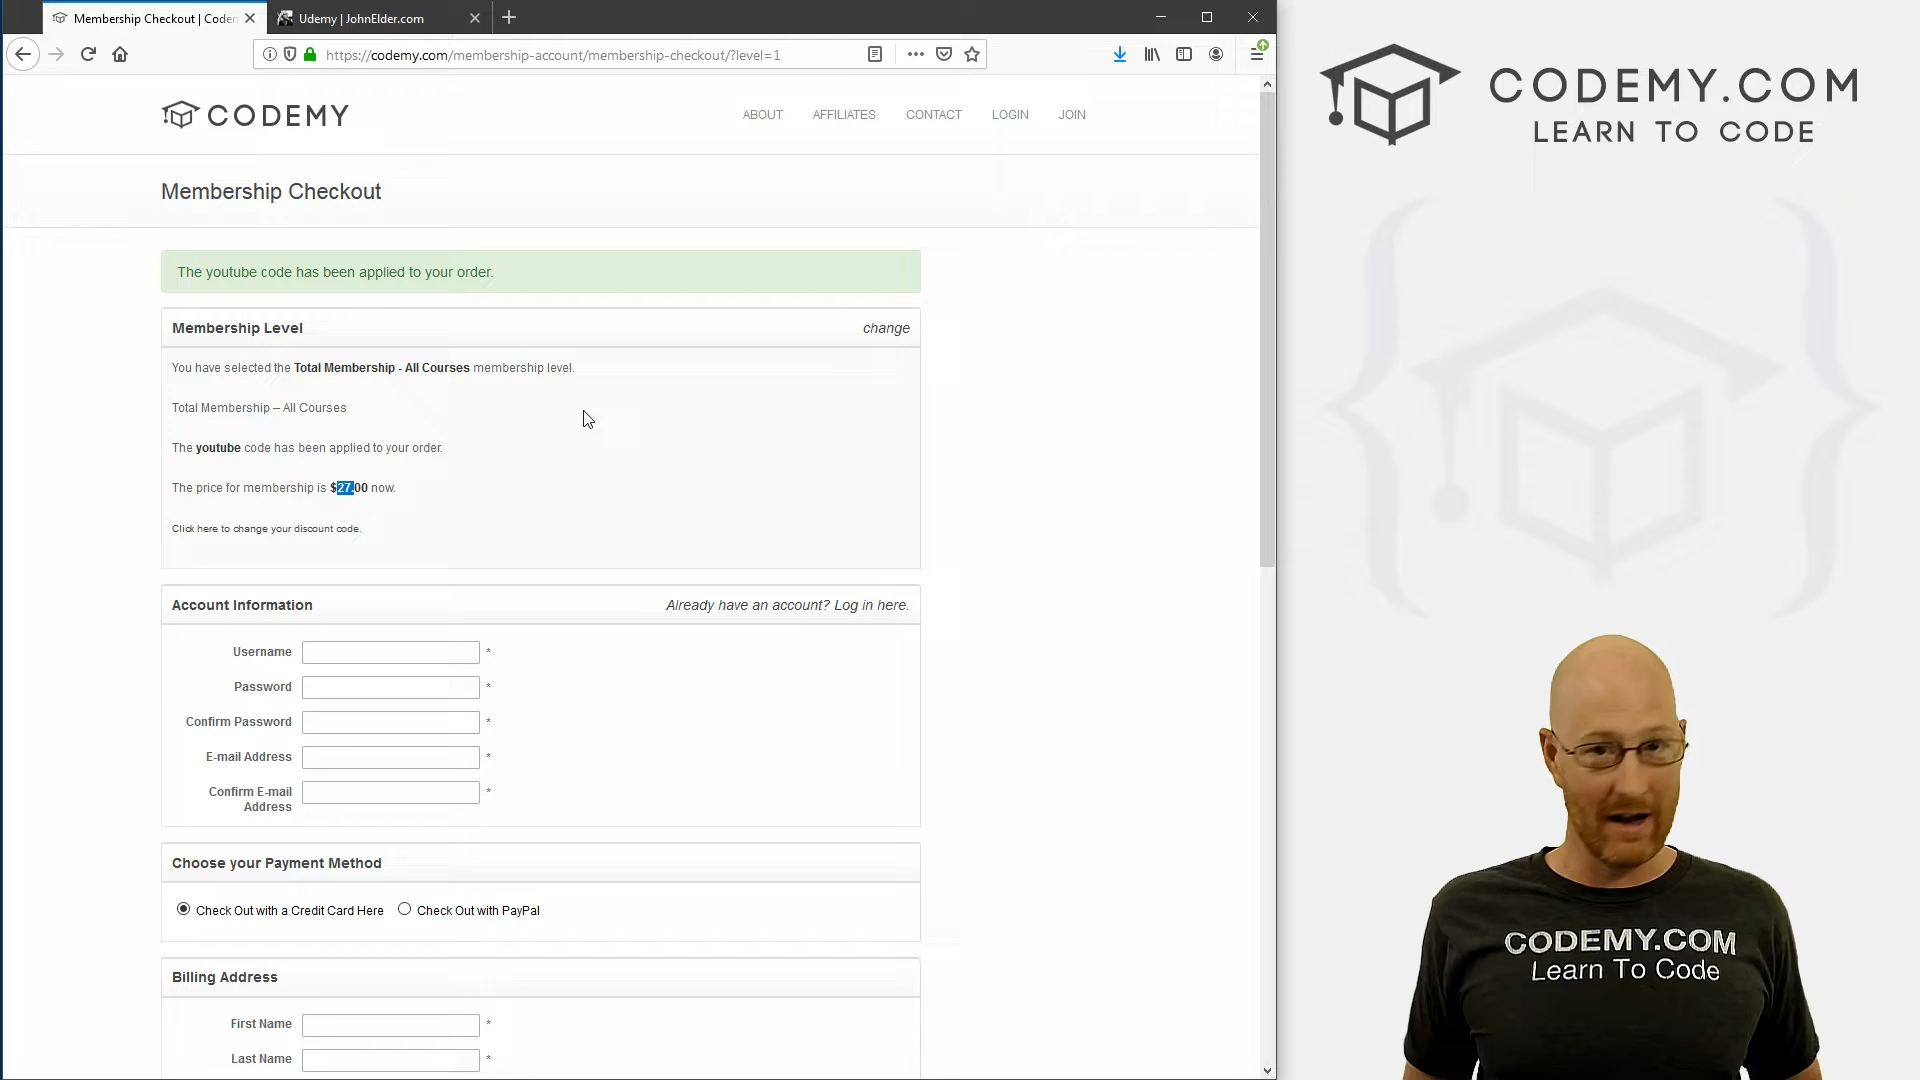 Membership Checkout | Codem
Udemy | JohnElder.com
https://codemy.com/membership-account/membership-checkout/?level=1
CODEMY
ABOUT AFFILIATES CONTACT LOGIN JOIN
Membership Checkout
The youtube code has been applied to your order.
Membership Level change
You have selected the Total Membership - All Courses membership level.
Total Membership – All Courses
The youtube code has been applied to your order.
The price for membership is $27.00 now.
Click here to change your discount code.
Account Information Already have an account? Log in here.
Username *
Password *
Confirm Password *
E-mail Address *
Confirm E-mail *
Address
Choose your Payment Method
Check Out with a Credit Card Here Check Out with PayPal
Billing Address
First Name *
Last Name *
CODEMY.COM
LEARN TO CODE
CODEMY.COM
Learn To Code